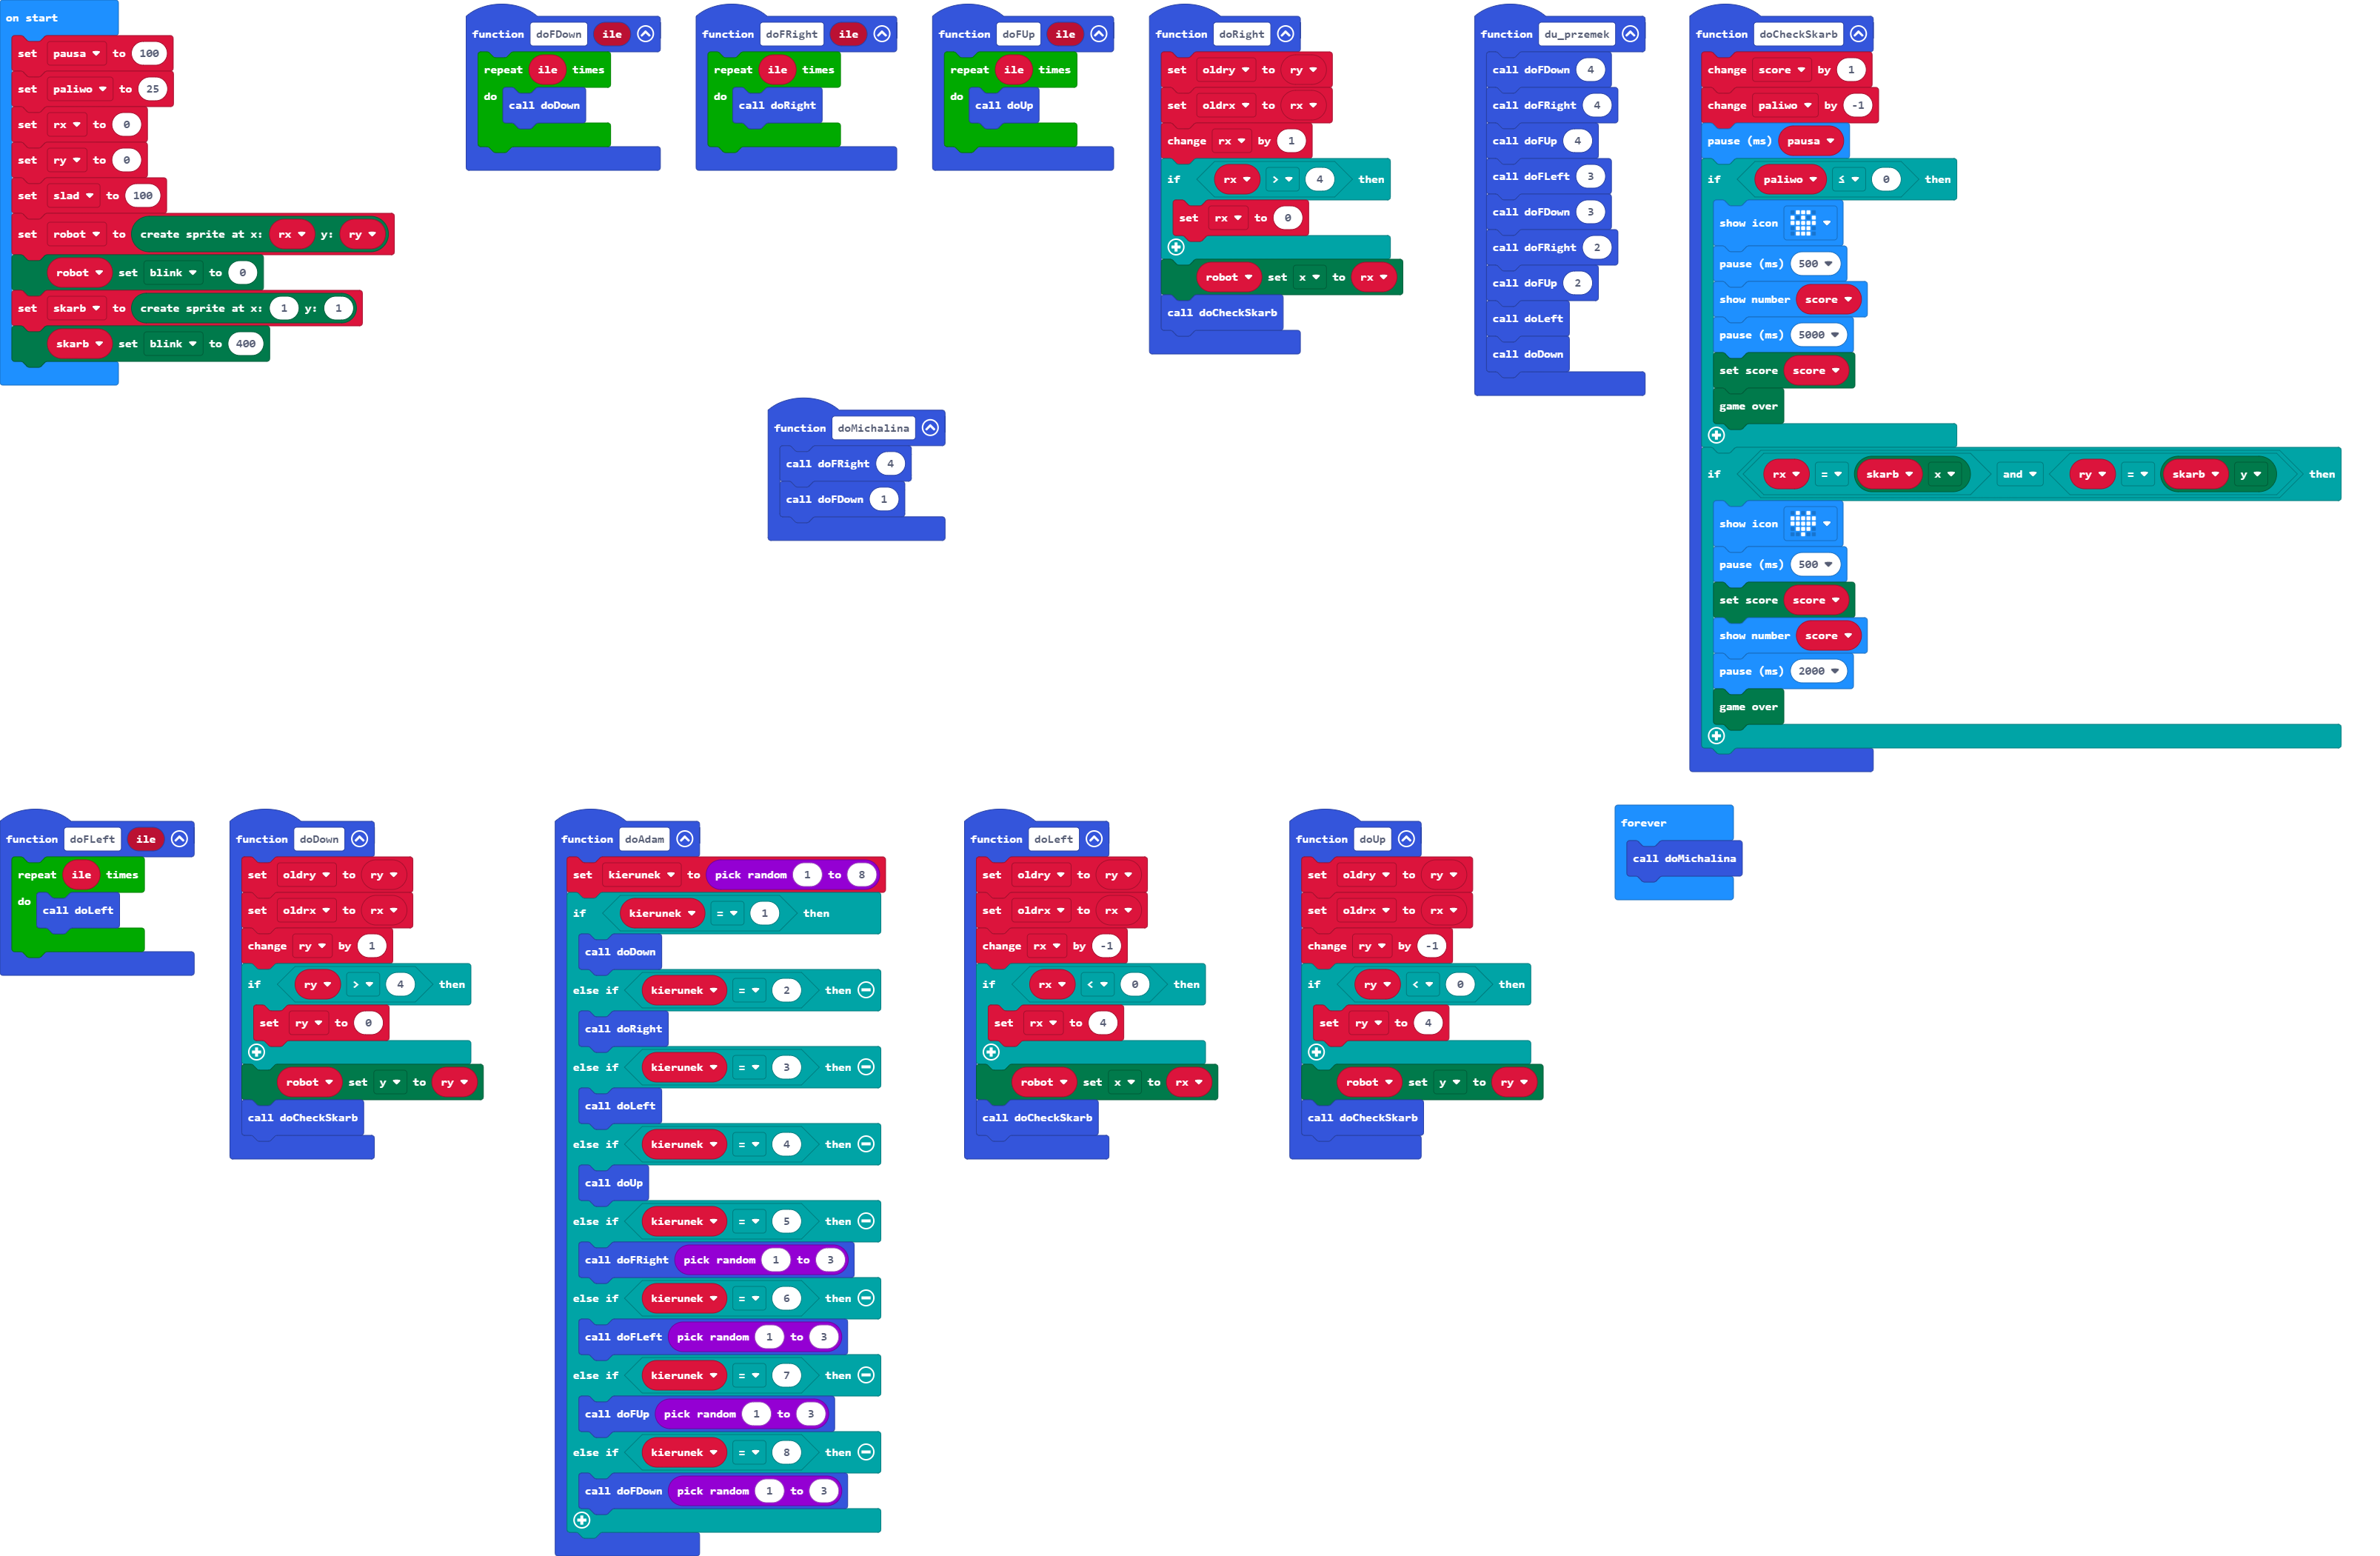 on start
set pausa to 100
set paliwo to 25
set rx to 0
set ry to 0
set slad to 100
set robot to create sprite at x: rx y: ry
robot set blink to 0
set skarb to create sprite at x: 1 y: 1
skarb set blink to 400
function doFDown ile
repeat ile times
do call doDown
function doFRight ile
repeat ile times
do call doRight
function doFUp ile
repeat ile times
do call doUp
function doRight
set oldry to ry
set oldrx to rx
change rx by 1
if rx > 4 then
set rx to 0
robot set x to rx
call doCheckSkarb
function du_przemek
call doFDown 4
call doFRight 4
call doFUp 4
call doFLeft 3
call doFDown 3
call doFRight 2
call doFUp 2
call doLeft
call doDown
function doCheckSkarb
change score by 1
change paliwo by -1
pause (ms) pausa
if paliwo ≤ 0 then
show icon
pause (ms) 500
show number score
pause (ms) 5000
set score score
game over
if rx = skarb x and ry = skarb y then
show icon
pause (ms) 500
set score score
show number score
pause (ms) 2000
game over
function doMichalina
call doFRight 4
call doFDown 1
function doFLeft ile
repeat ile times
do call doLeft
function doDown
set oldry to ry
set oldrx to rx
change ry by 1
if ry > 4 then
set ry to 0
robot set y to ry
call doCheckSkarb
function doAdam
set kierunek to pick random 1 to 8
if kierunek = 1 then
call doDown
else if kierunek = 2 then
call doRight
else if kierunek = 3 then
call doLeft
else if kierunek = 4 then
call doUp
else if kierunek = 5 then
call doFRight pick random 1 to 3
else if kierunek = 6 then
call doFLeft pick random 1 to 3
else if kierunek = 7 then
call doFUp pick random 1 to 3
else if kierunek = 8 then
call doFDown pick random 1 to 3
function doLeft
set oldry to ry
set oldrx to rx
change rx by -1
if rx < 0 then
set rx to 4
robot set x to rx
call doCheckSkarb
function doUp
set oldry to ry
set oldrx to rx
change ry by -1
if ry < 0 then
set ry to 4
robot set y to ry
call doCheckSkarb
forever
call doMichalina